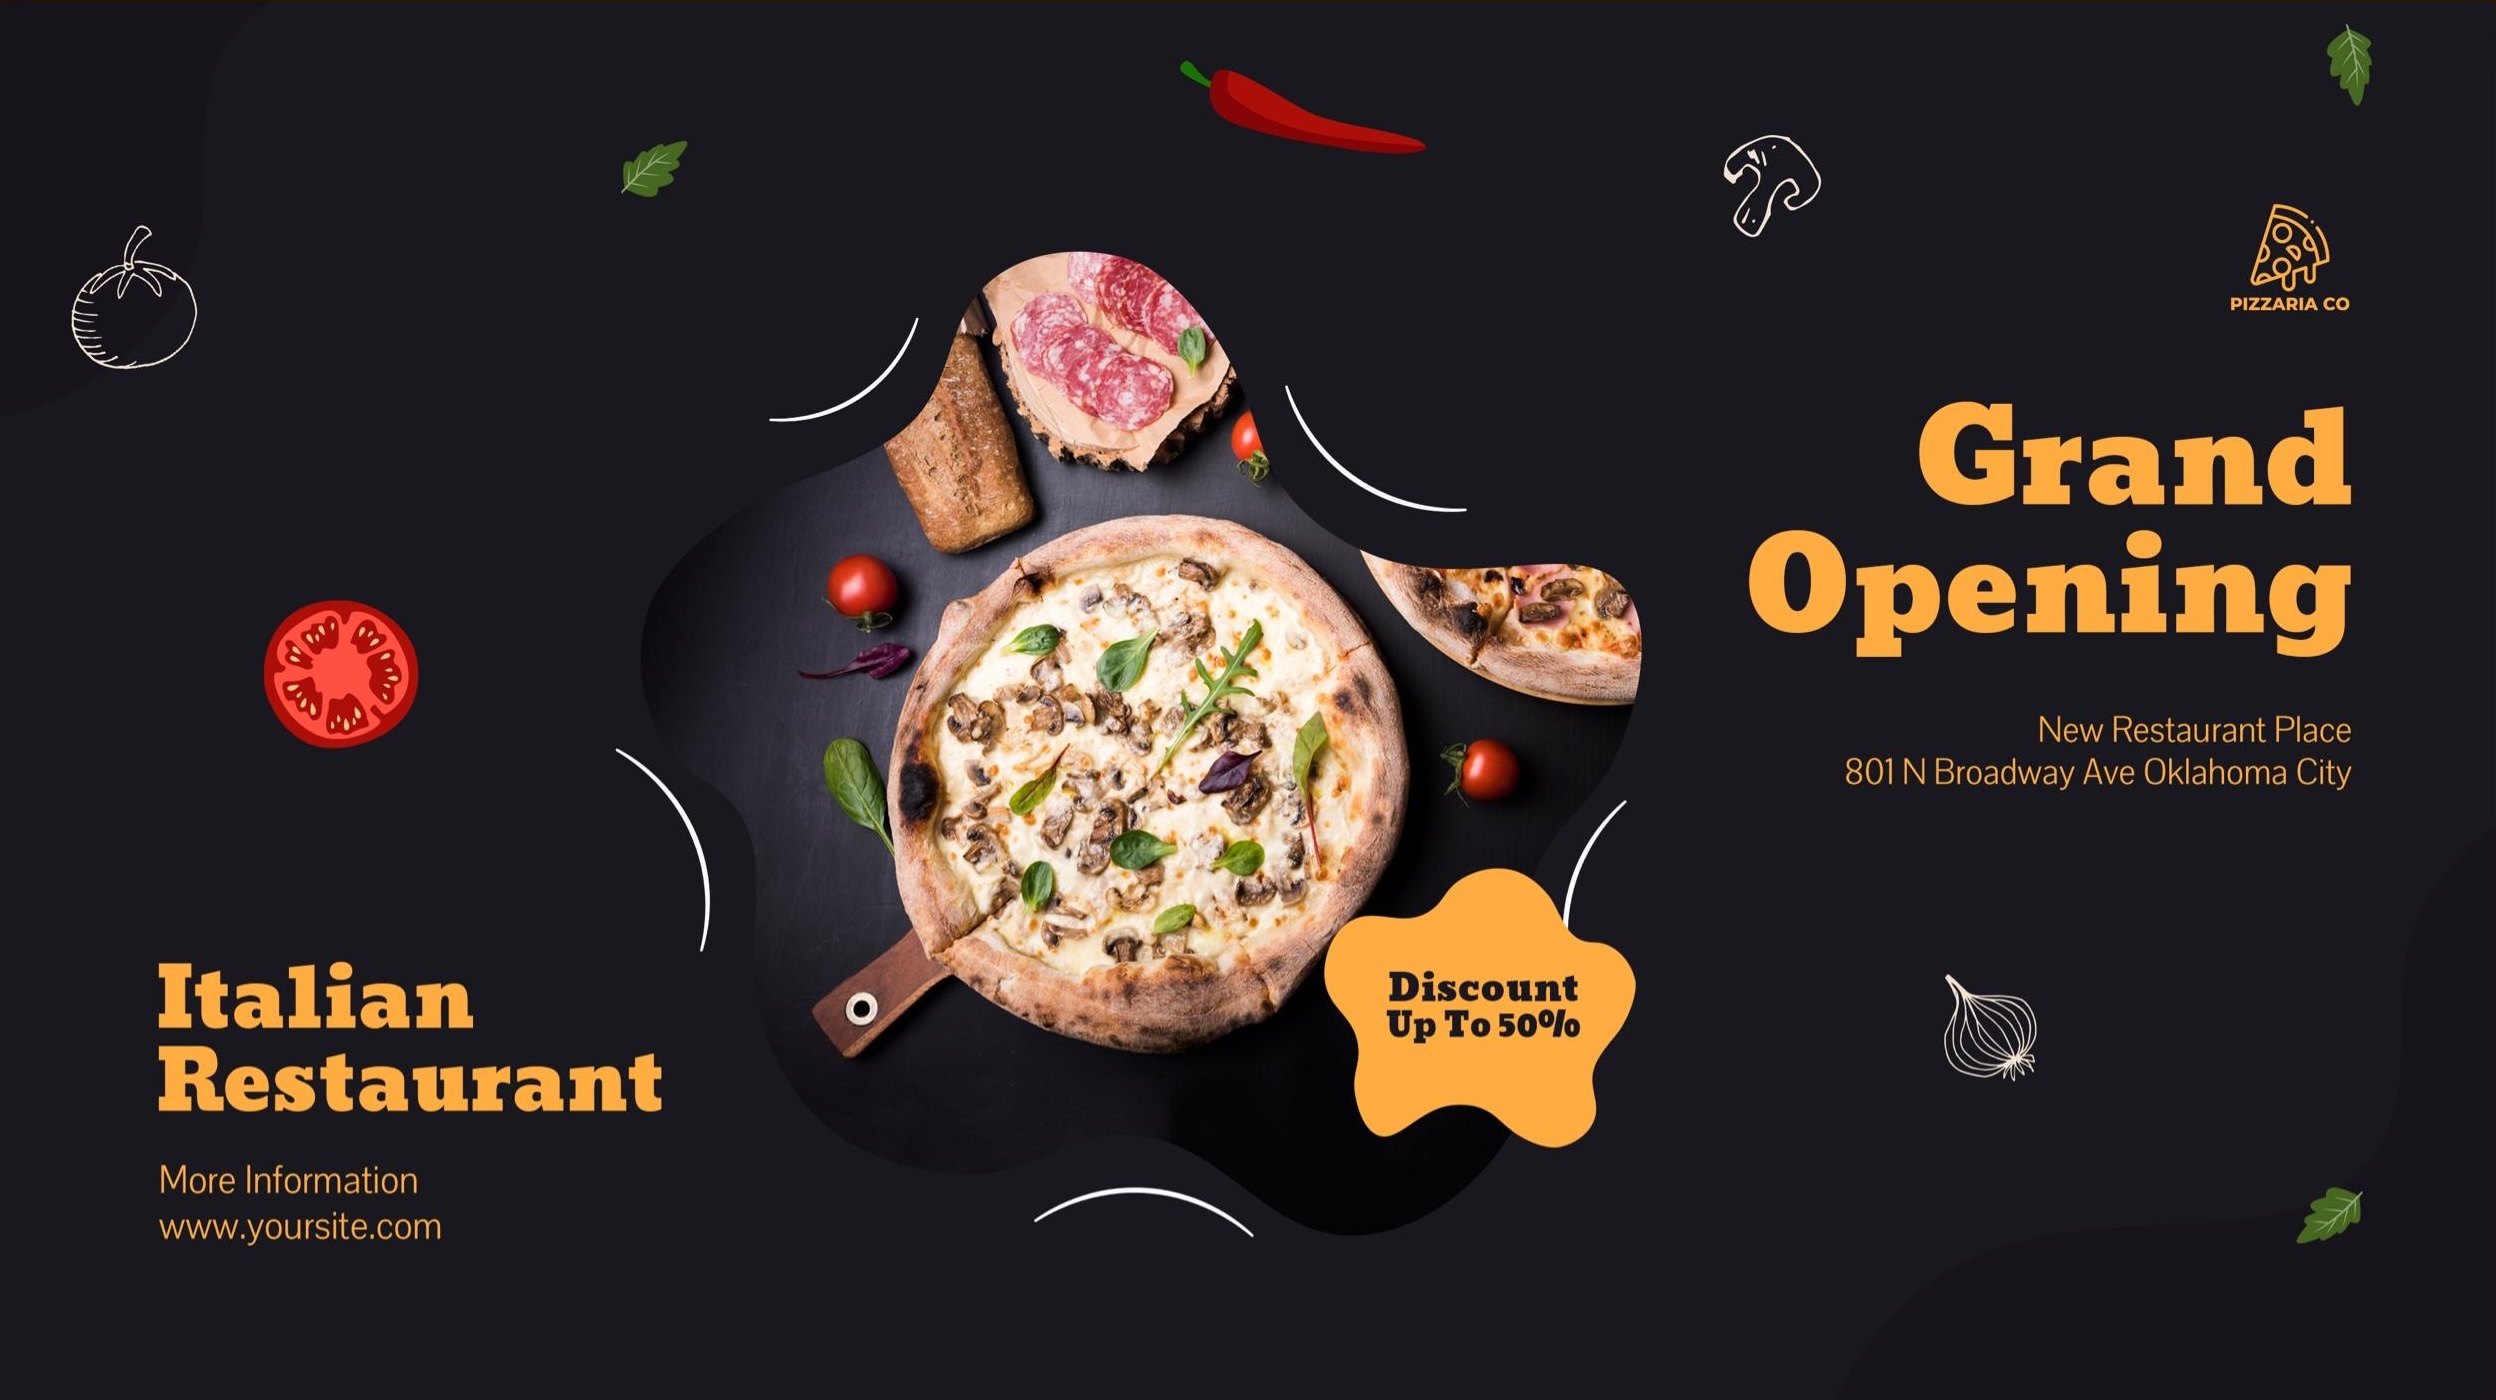 PIZZARIA CO
Grand
Opening
New Restaurant Place
801 N Broadway Ave Oklahoma City
Discount
Up To 50%
Italian
Restaurant
More Information
www.yoursite.com